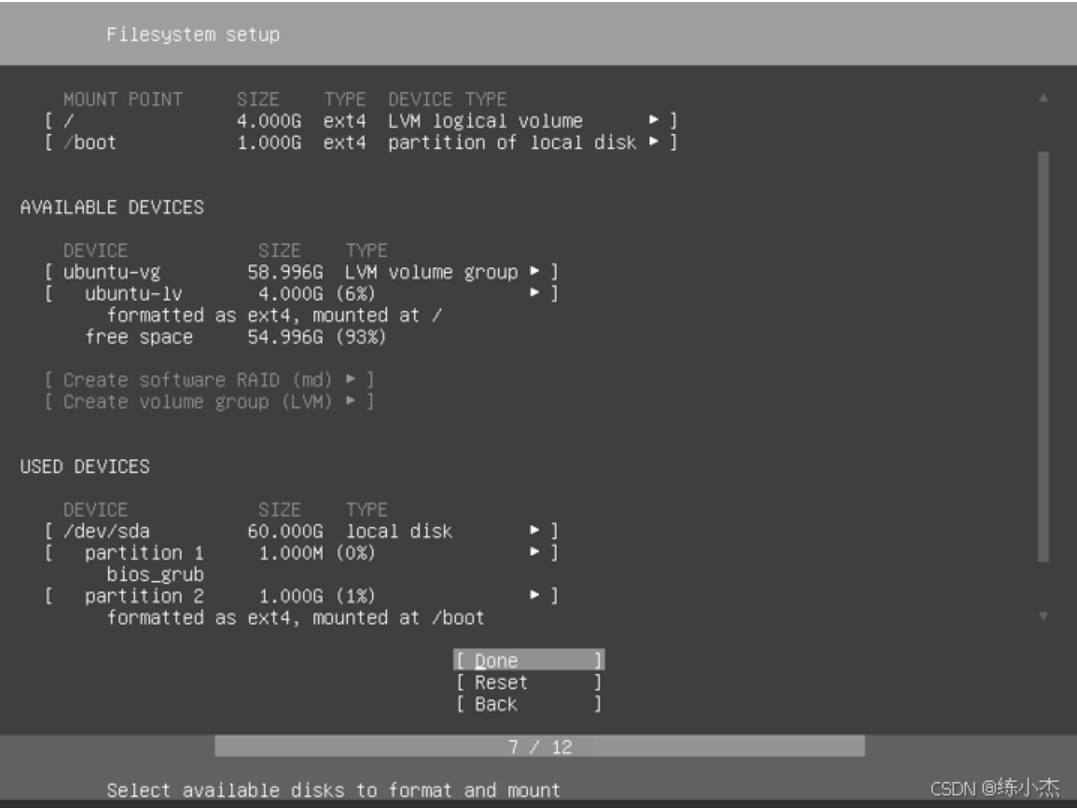 Filesystem setup
MOUNT POINT     SIZE    TYPE  DEVICE TYPE
[ /               4.000G  ext4  LVM logical volume      ▸ ]
[ /boot           1.000G  ext4  partition of local disk ▸ ]
AVAILABLE DEVICES
DEVICE            SIZE    TYPE
[ ubuntu-vg        58.996G  LVM volume group ▸ ]
[   ubuntu-lv       4.000G (6%)              ▸ ]
formatted as ext4, mounted at /
free space     54.996G (93%)
[ Create software RAID (md) ▸ ]
[ Create volume group (LVM) ▸ ]
USED DEVICES
DEVICE            SIZE    TYPE
[ /dev/sda         60.000G  local disk       ▸ ]
[   partition 1     1.000M (0%)              ▸ ]
bios_grub
[   partition 2     1.000G (1%)              ▸ ]
formatted as ext4, mounted at /boot
[ Done       ]
[ Reset      ]
[ Back       ]
7 / 12
Select available disks to format and mount
CSDN @练小杰